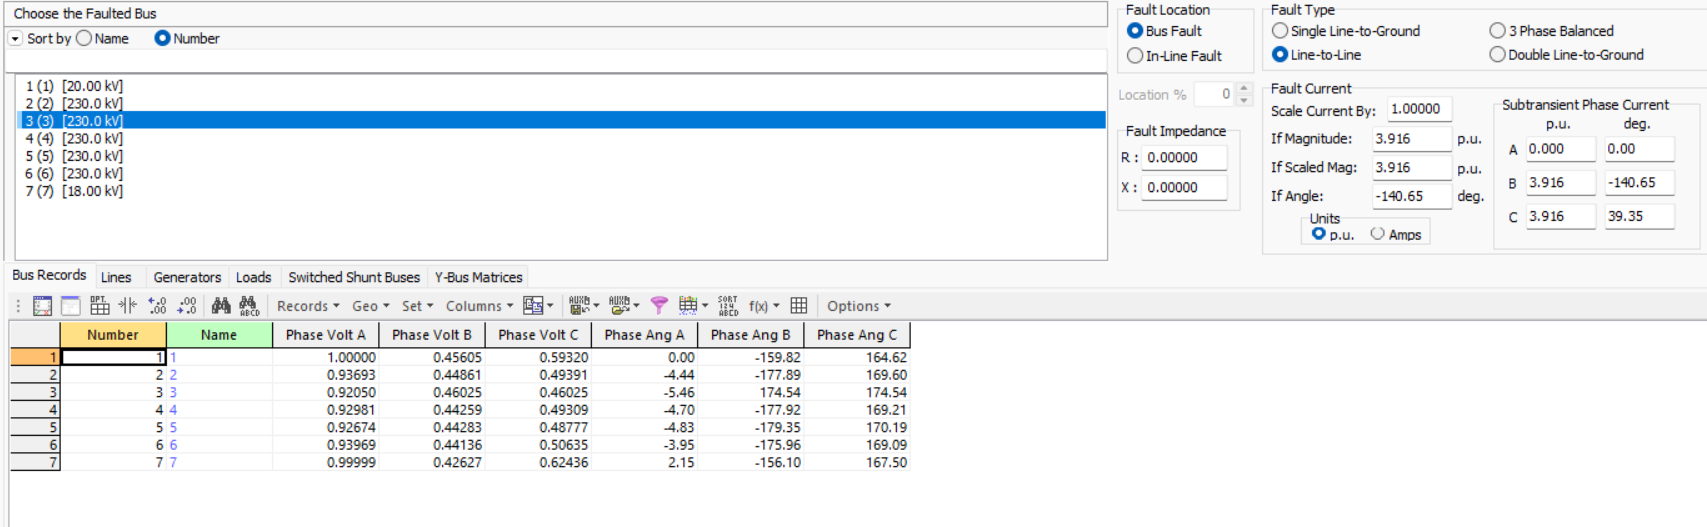 Choose the Faulted Bus
Sort by Name Number
1 (1) [20.00 kV]
2 (2) [230.0 kV]
3 (3) [230.0 kV]
4 (4) [230.0 kV]
5 (5) [230.0 kV]
6 (6) [230.0 kV]
7 (7) [18.00 kV]
Fault Location
Bus Fault
In-Line Fault
Location % 0
Fault Impedance
R : 0.00000
X : 0.00000
Fault Type
Single Line-to-Ground 3 Phase Balanced
Line-to-Line Double Line-to-Ground
Fault Current
Scale Current By: 1.00000
If Magnitude: 3.916 p.u.
If Scaled Mag: 3.916 p.u.
If Angle: -140.65 deg.
Units
p.u. Amps
Subtransient Phase Current
p.u. deg.
A 0.000 0.00
B 3.916 -140.65
C 3.916 39.35
Bus Records Lines Generators Loads Switched Shunt Buses Y-Bus Matrices
Records Geo Set Columns f(x) Options
Number Name Phase Volt A Phase Volt B Phase Volt C Phase Ang A Phase Ang B Phase Ang C
1 1 1 1.00000 0.45605 0.59320 0.00 -159.82 164.62
2 2 2 0.93693 0.44861 0.49391 -4.44 -177.89 169.60
3 3 3 0.92050 0.46025 0.46025 -5.46 174.54 174.54
4 4 4 0.92981 0.44259 0.49309 -4.70 -177.92 169.21
5 5 5 0.92674 0.44283 0.48777 -4.83 -179.35 170.19
6 6 6 0.93969 0.44136 0.50635 -3.95 -175.96 169.09
7 7 7 0.99999 0.42627 0.62436 2.15 -156.10 167.50